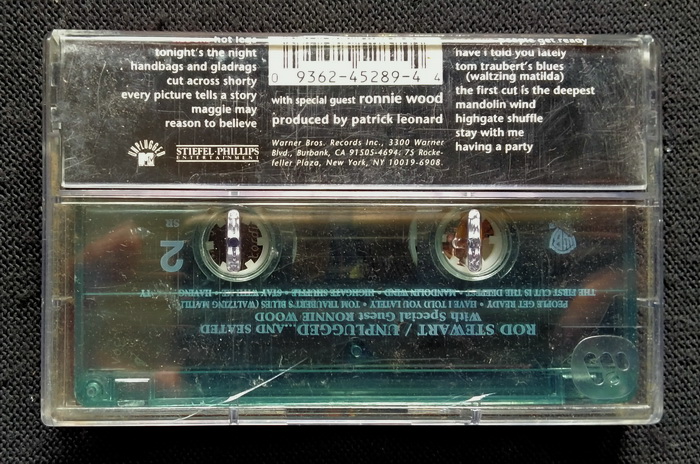 hot legs
tonight's the night
handbags and gladrags
cut across shorty
every picture tells a story
maggie may
reason to believe
UNPLUGGED
MTV
STIEFEL·PHILLIPS
ENTERTAINMENT
0 9362-45289-4 4
with special guest ronnie wood
produced by patrick leonard
Warner Bros. Records Inc., 3300 Warner
Blvd., Burbank, CA 91505-4694; 75 Rocke-
feller Plaza, New York, NY 10019-6908.
people get ready
have i told you lately
tom traubert's blues
(waltzing matilda)
the first cut is the deepest
mandolin wind
highgate shuffle
stay with me
having a party
ROD STEWART / UNPLUGGED...AND SEATED
With Special Guest RONNIE WOOD
PEOPLE GET READY • HAVE I TOLD YOU LATELY • TOM TRAUBERT'S BLUES (WALTZING
THE FIRST CUT IS THE DEEPEST • MANDOLIN WIND • HIGHGATE SHUFFLE • STAY WITH ME • HAVING
2
SR